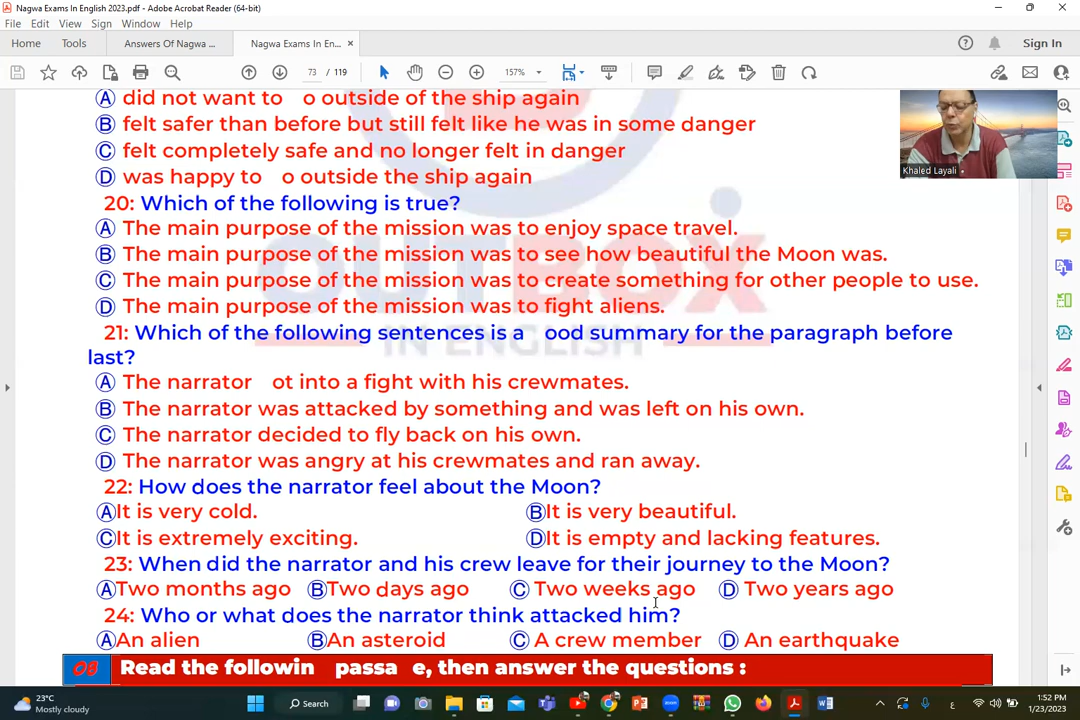 Nagwa Exams In English 2023.pdf - Adobe Acrobat Reader (64-bit)
File Edit View Sign Window Help
Home Tools Answers Of Nagwa ... Nagwa Exams In En... × Sign In
73 / 119 157%
Khaled Layali
A did not want to o outside of the ship again
B felt safer than before but still felt like he was in some danger
C felt completely safe and no longer felt in danger
D was happy to o outside the ship again
20: Which of the following is true?
A The main purpose of the mission was to enjoy space travel.
B The main purpose of the mission was to see how beautiful the Moon was.
C The main purpose of the mission was to create something for other people to use.
D The main purpose of the mission was to fight aliens.
OUTBOX
IN ENGLISH
21: Which of the following sentences is a ood summary for the paragraph before
last?
A The narrator ot into a fight with his crewmates.
B The narrator was attacked by something and was left on his own.
C The narrator decided to fly back on his own.
D The narrator was angry at his crewmates and ran away.
22: How does the narrator feel about the Moon?
A It is very cold. B It is very beautiful.
C It is extremely exciting. D It is empty and lacking features.
23: When did the narrator and his crew leave for their journey to the Moon?
A Two months ago B Two days ago C Two weeks ago D Two years ago
24: Who or what does the narrator think attacked him?
A An alien B An asteroid C A crew member D An earthquake
03 Read the followin passa e, then answer the questions :
23°C
Mostly cloudy
Search
ع
1:52 PM
1/23/2023